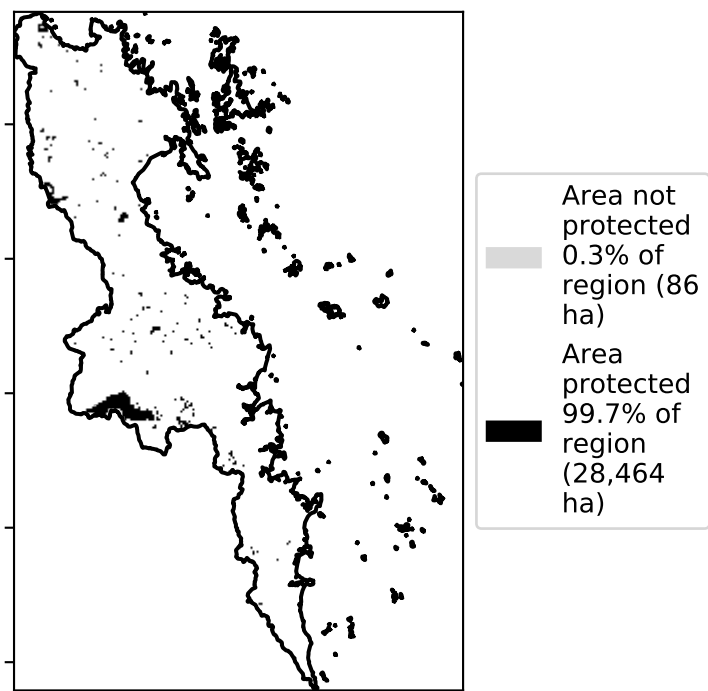 Area not
protected
0.3% of
region (86
ha)
Area
protected
99.7% of
region
(28,464
ha)